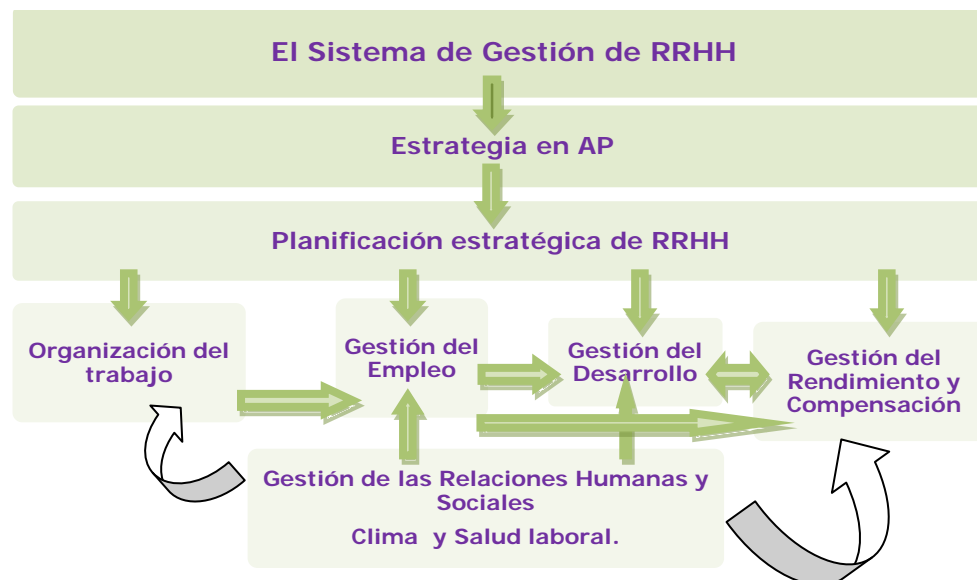 El Sistema de Gestión de RRHH
Estrategia en AP
Planificación estratégica de RRHH
Organización del
trabajo
Gestión del
Empleo
Gestión del
Desarrollo
Gestión del
Rendimiento y
Compensación
Gestión de las Relaciones Humanas y
Sociales
Clima y Salud laboral.